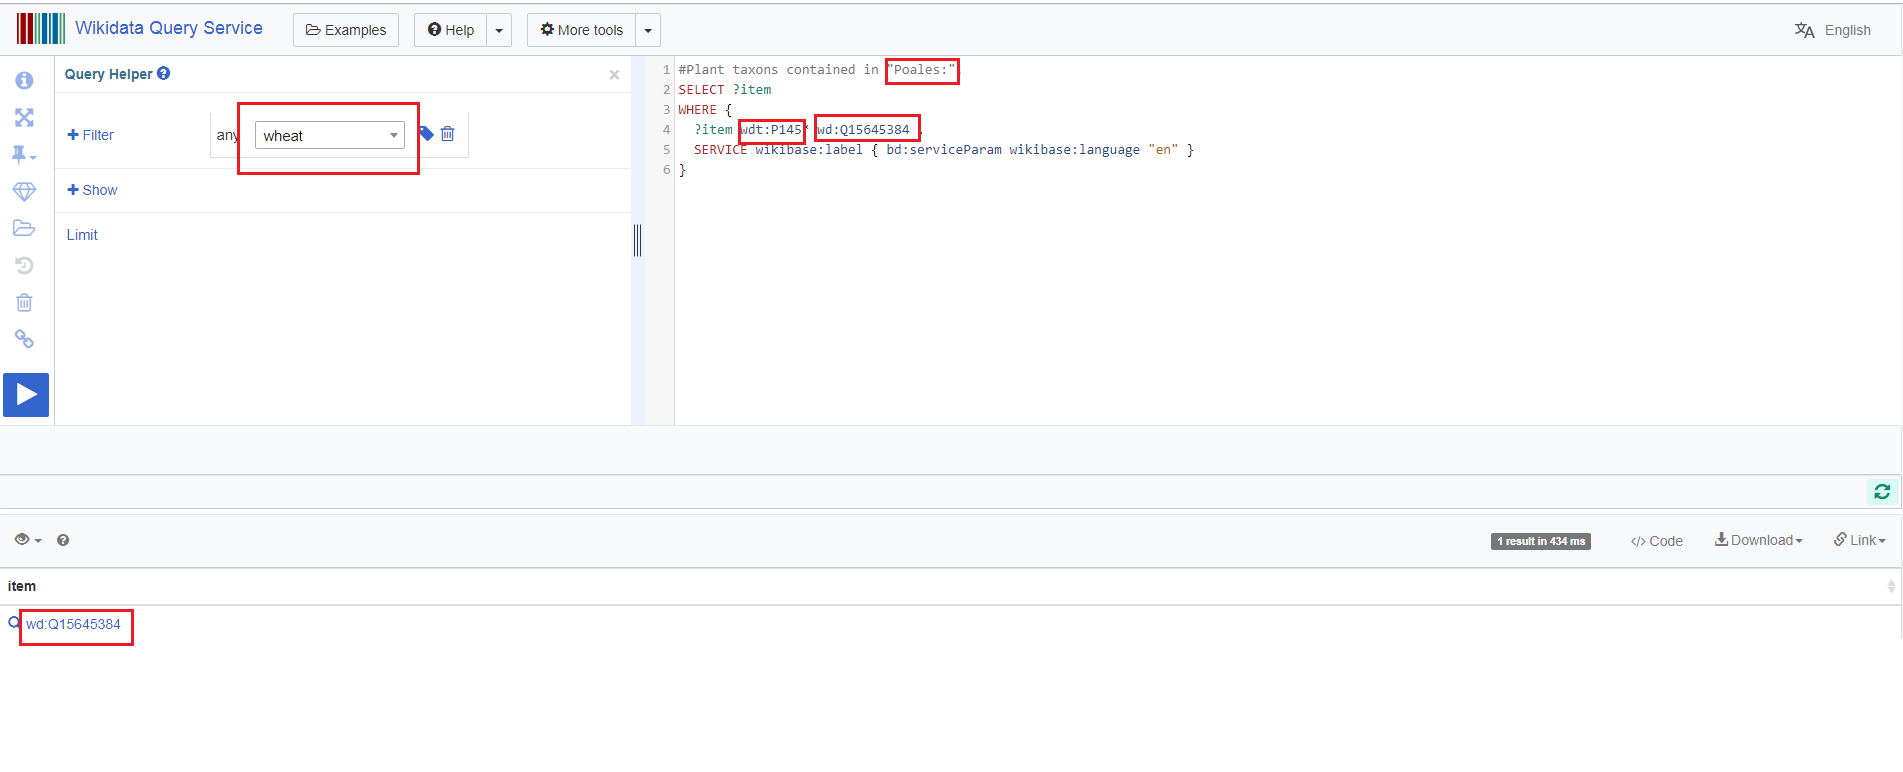 Wikidata Query Service
Examples
Help
More tools
English
Query Helper
Filter
any wheat
Show
Limit
1 #Plant taxons contained in "Poales:"
2 SELECT ?item
3 WHERE {
4 ?item wdt:P145* wd:Q15645384 .
5 SERVICE wikibase:label { bd:serviceParam wikibase:language "en" }
6 }
1 result in 434 ms
</> Code
Download
Link
item
wd:Q15645384